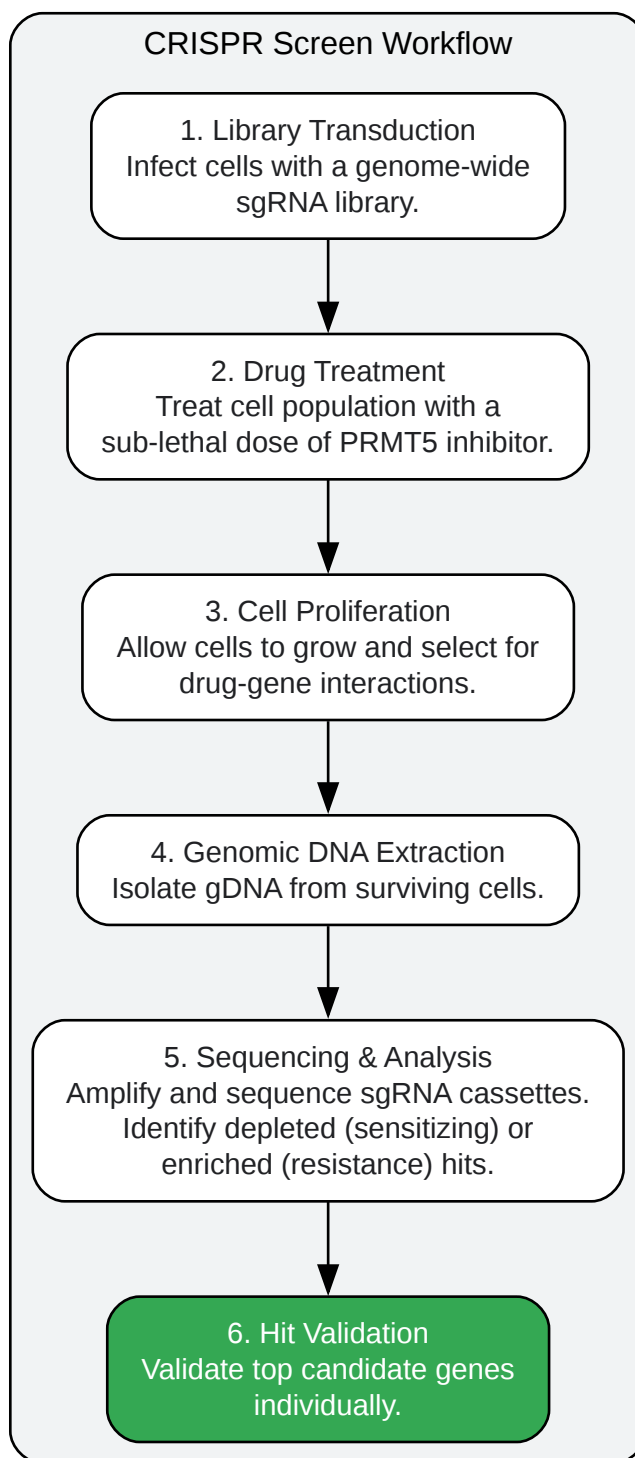 CRISPR Screen Workflow
1. Library Transduction
Infect cells with a genome-wide
sgRNA library.
2. Drug Treatment
Treat cell population with a
sub-lethal dose of PRMT5 inhibitor.
3. Cell Proliferation
Allow cells to grow and select for
drug-gene interactions.
4. Genomic DNA Extraction
Isolate gDNA from surviving cells.
5. Sequencing & Analysis
Amplify and sequence sgRNA cassettes.
Identify depleted (sensitizing) or
enriched (resistance) hits.
6. Hit Validation
Validate top candidate genes
individually.